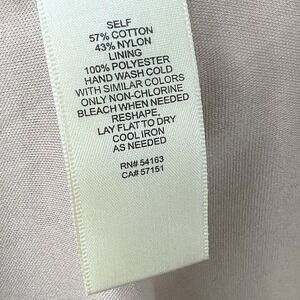 SELF
57% COTTON
43% NYLON
LINING
100% POLYESTER
HAND WASH COLD
WITH SIMILAR COLORS
ONLY NON-CHLORINE
BLEACH WHEN NEEDED
RESHAPE,
LAY FLAT TO DRY
COOL IRON
AS NEEDED
RN# 54163
CA# 57151